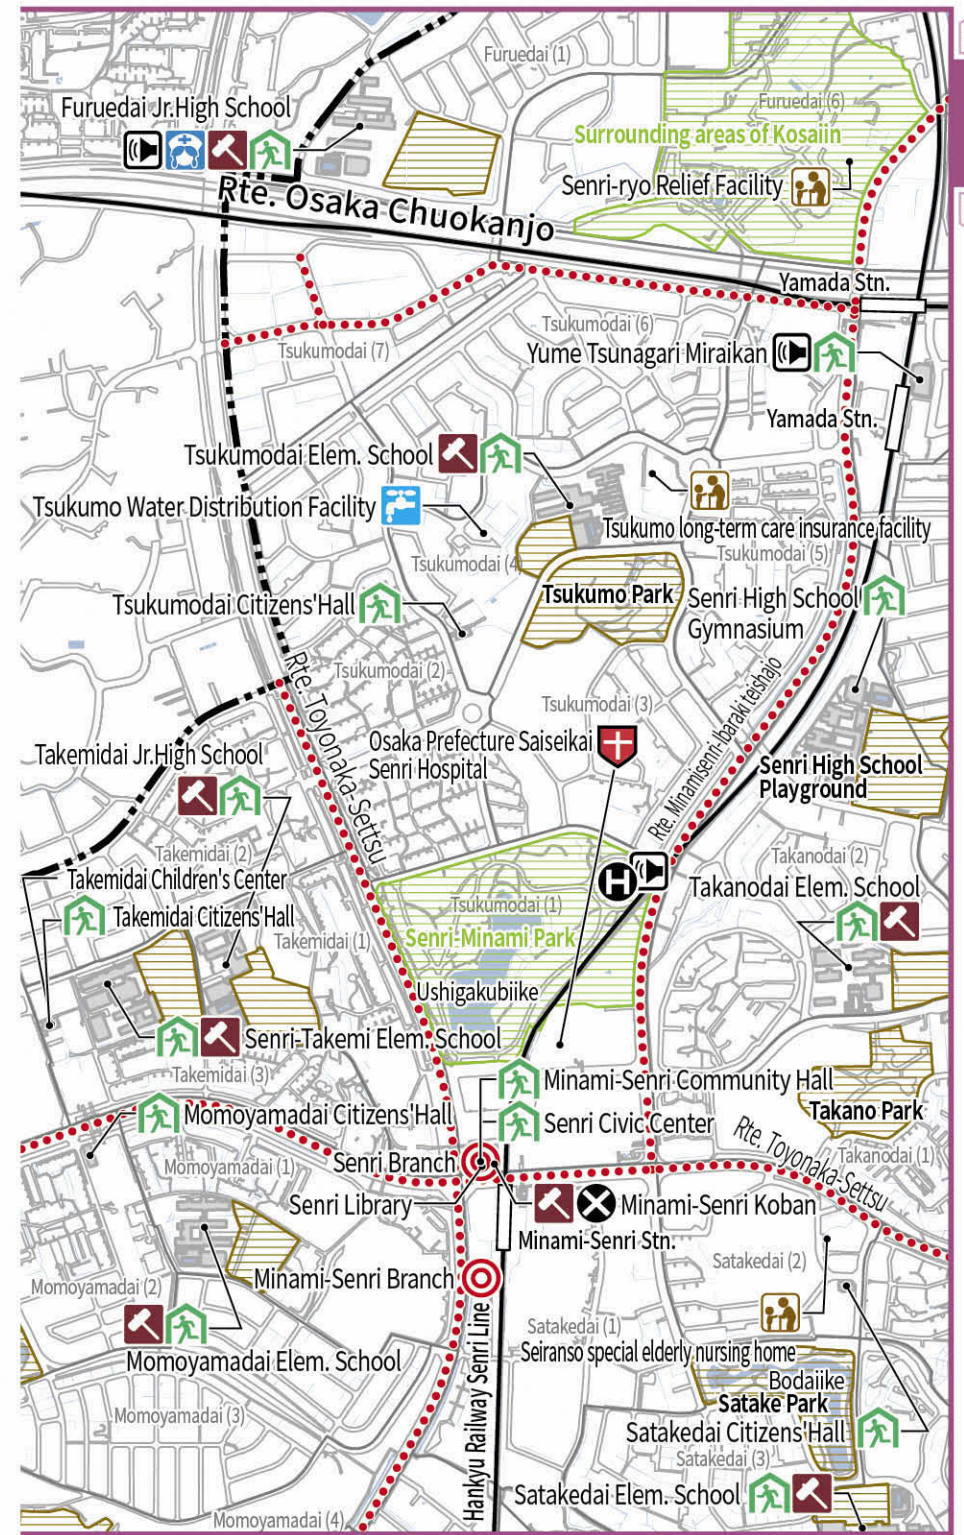 Furuedai (1)
Furuedai Jr.High School
Furuedai (6)
Surrounding areas of Kosaiin
Senri-ryo Relief Facility
Rte. Osaka Chuokanjo
Yamada Stn.
Tsukumodai (6)
Tsukumodai (7)
Yume Tsunagari Miraikan
Yamada Stn.
Tsukumodai Elem. School
Tsukumo Water Distribution Facility
Tsukumo long-term care insurance facility
Tsukumodai (5)
Tsukumodai (4)
Tsukumo Park
Tsukumodai Citizens'Hall
Senri High School
Gymnasium
Rte. Toyonaka-Settsu
Tsukumodai (2)
Tsukumodai (3)
Rte. Minamisenri-Ibaraki teishajo
Osaka Prefecture Saiseikai
Senri Hospital
Takemidai Jr.High School
Senri High School
Playground
Takemidai (2)
Takanodai (2)
Takemidai Children's Center
Takanodai Elem. School
H
Tsukumodai (1)
Takemidai Citizens'Hall
Takemidai (1)
Senri-Minami Park
Ushigakubiike
Senri-Takemi Elem. School
Takemidai (3)
Minami-Senri Community Hall
Momoyamadai Citizens'Hall
Takano Park
Senri Civic Center
Rte. Toyonaka-Settsu
Takanodai (1)
Momoyamadai (1)
Senri Branch
Senri Library
Minami-Senri Koban
Minami-Senri Stn.
Satakedai (2)
Minami-Senri Branch
Momoyamadai (2)
Hankyu Railway Senri Line
Satakedai (1)
Seiranso special elderly nursing home
Momoyamadai Elem. School
Bodaiike
Satake Park
Momoyamadai (3)
Satakedai Citizens'Hall
Satakedai (3)
Satakedai Elem. School
Momoyamadai (4)